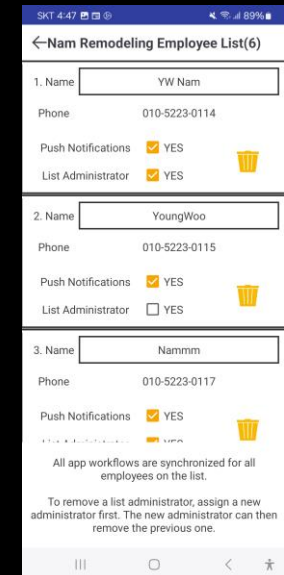 SKT 4:47 89%
←Nam Remodeling Employee List(6)
1. Name YW Nam
Phone 010-5223-0114
Push Notifications YES
List Administrator YES
2. Name YoungWoo
Phone 010-5223-0115
Push Notifications YES
List Administrator YES
3. Name Nammm
Phone 010-5223-0117
Push Notifications YES
All app workflows are synchronized for all
employees on the list.
To remove a list administrator, assign a new
administrator first. The new administrator can then
remove the previous one.